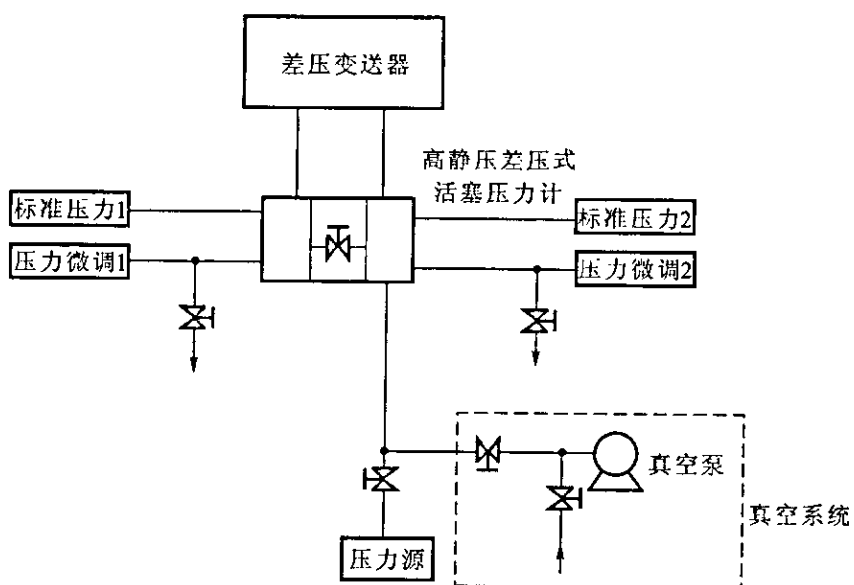 差压变送器
高静压差压式
活塞压力计
标准压力1
标准压力2
压力微调1
压力微调2
真空泵
真空系统
压力源